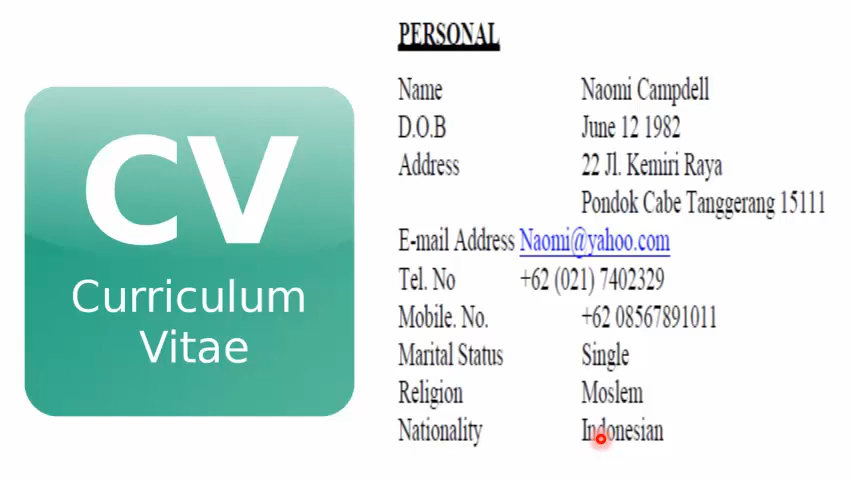 CV
Curriculum
Vitae
PERSONAL
Name Naomi Campdell
D.O.B June 12 1982
Address 22 Jl. Kemiri Raya
Pondok Cabe Tanggerang 15111
E-mail Address Naomi@yahoo.com
Tel. No +62 (021) 7402329
Mobile. No. +62 08567891011
Marital Status Single
Religion Moslem
Nationality Indonesian